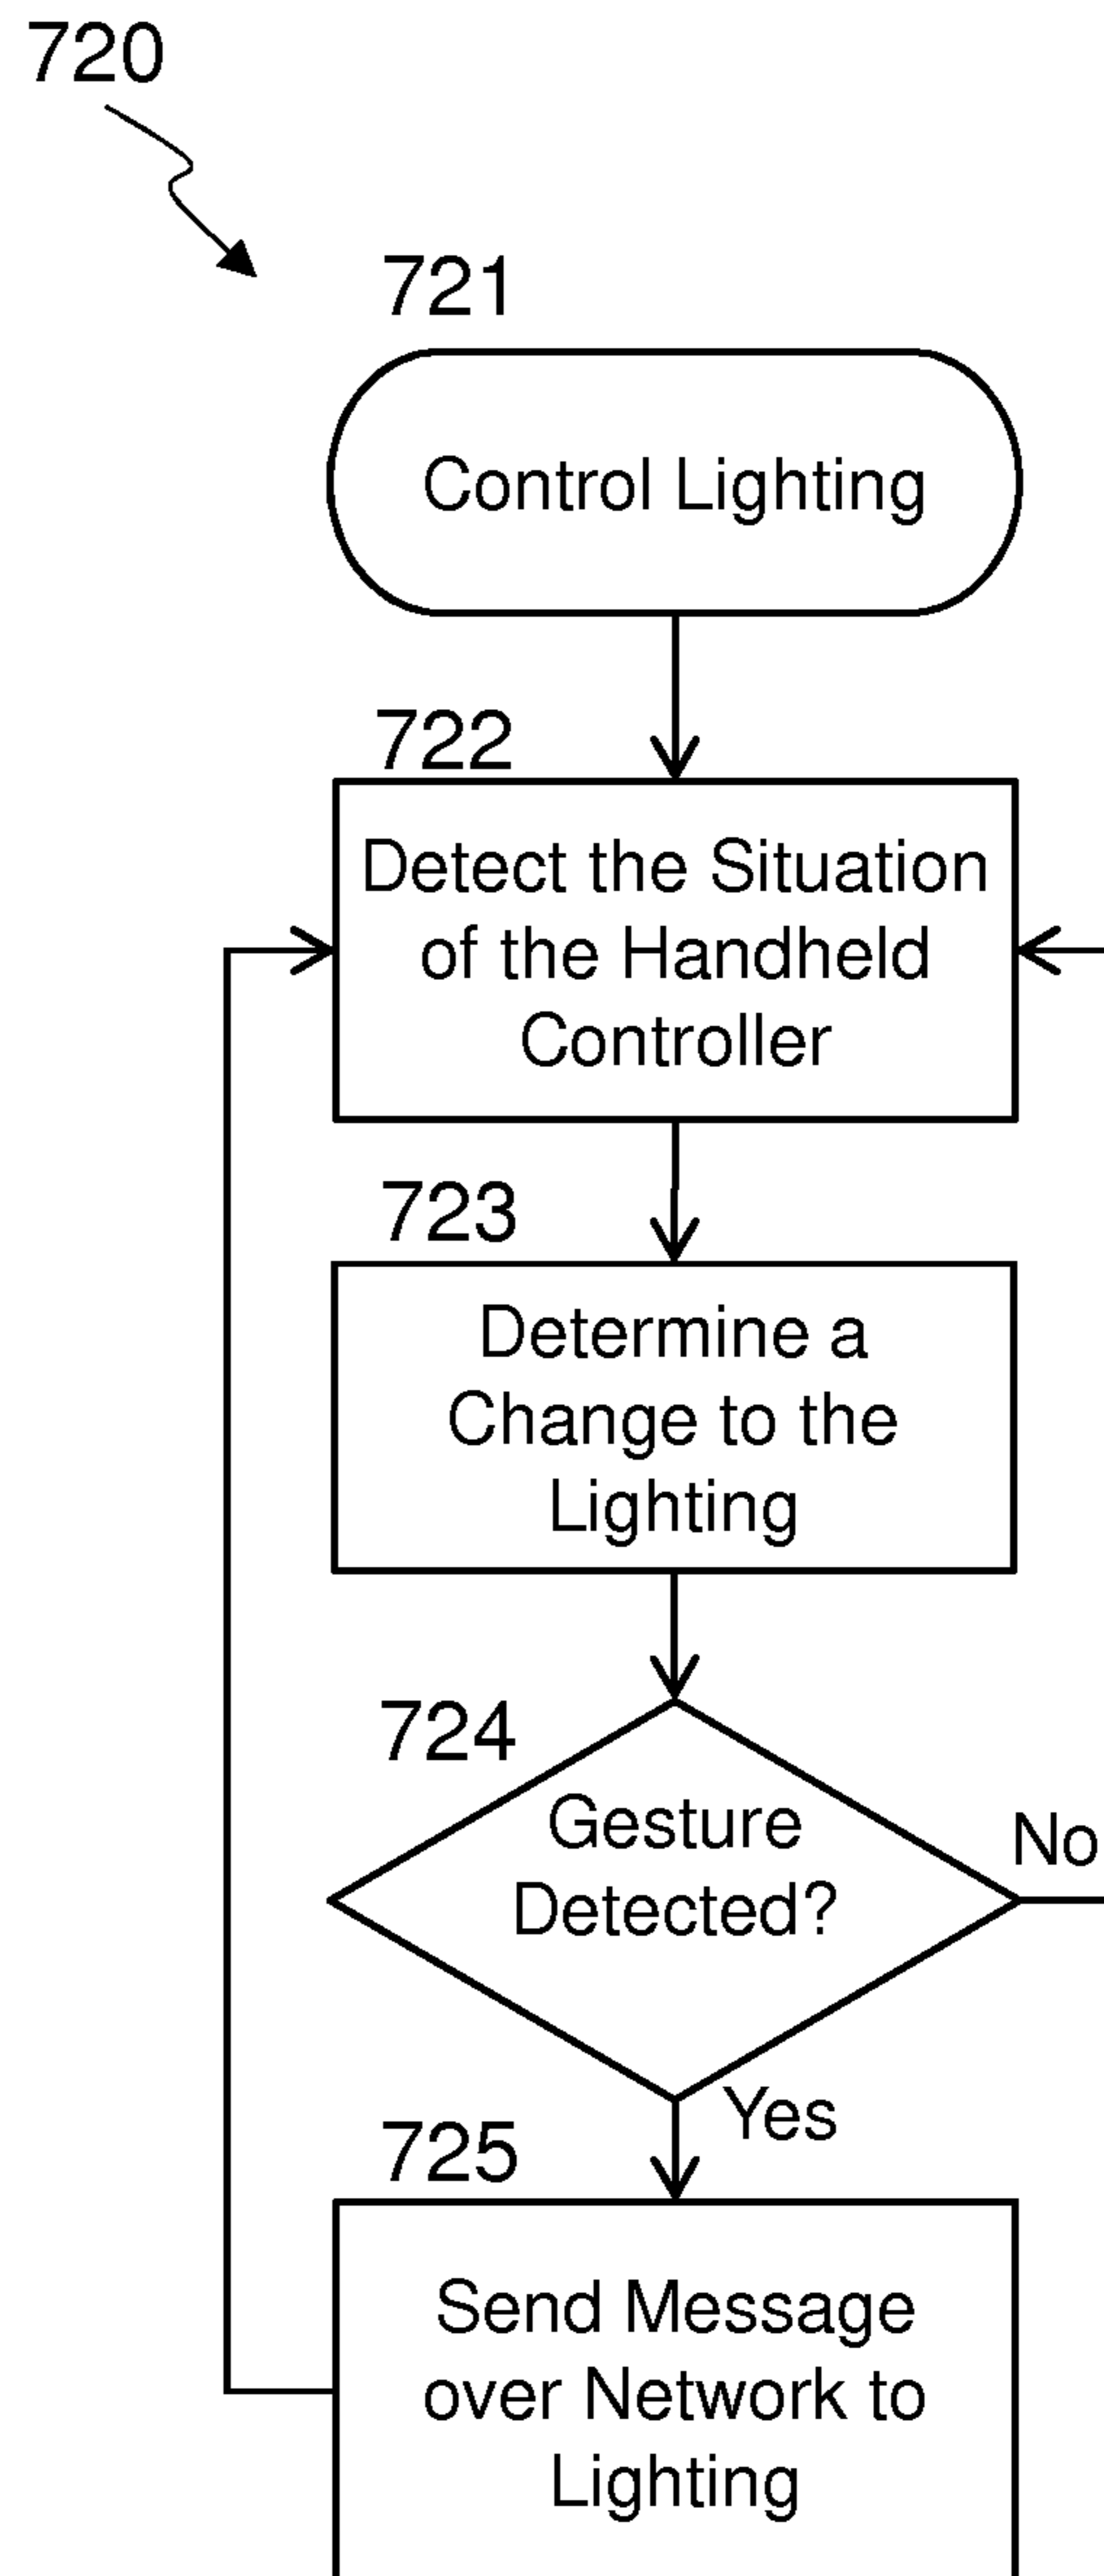 720
721
Control Lighting
722
Detect the Situation
of the Handheld
Controller
723
Determine a
Change to the
Lighting
724
Gesture
Detected?
No
Yes
725
Send Message
over Network to
Lighting